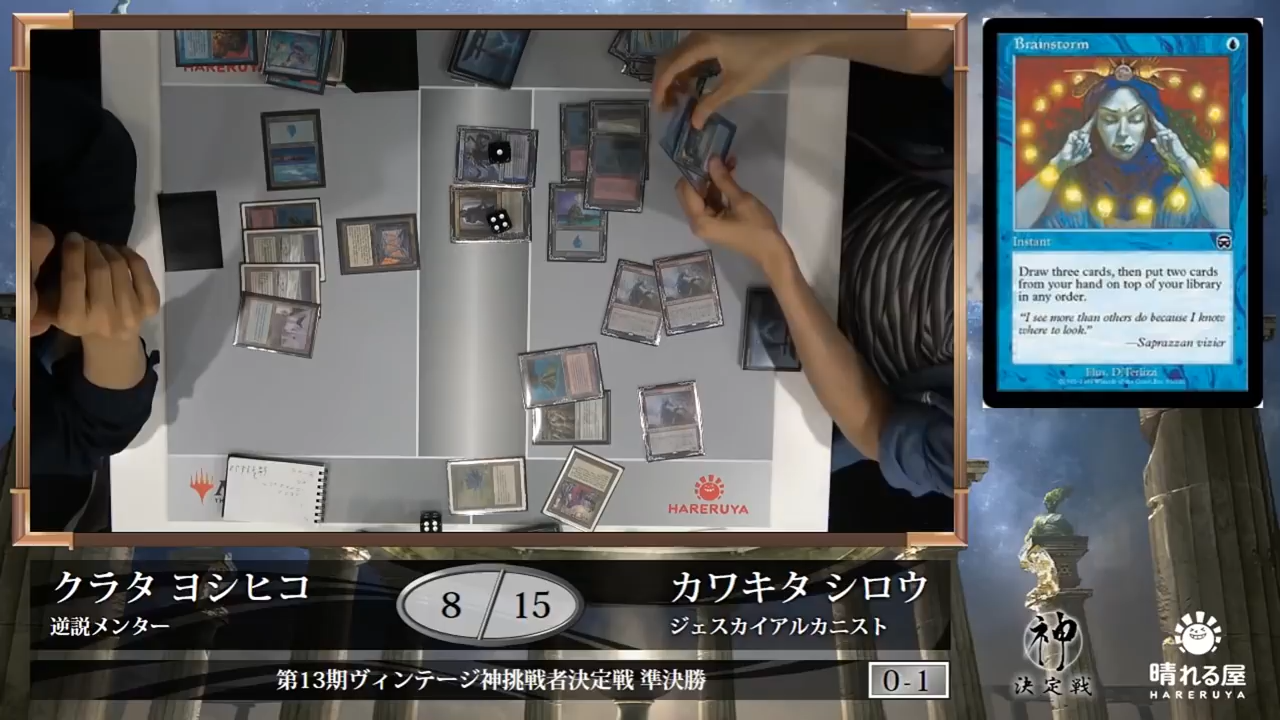 HARERUYA
HARERUYA
Brainstorm
Instant
Draw three cards, then put two cards
from your hand on top of your library
in any order.
"I see more than others do because I know
where to look."
—Saprazzan vizier
Illus. D. Terlizzi
クラタ ヨシヒコ
逆説メンター
8/15
カワキタ シロウ
ジェスカイアルカニスト
第13期ヴィンテージ神挑戦者決定戦 準決勝
0-1
神
決定戦
晴れる屋
HARERUYA